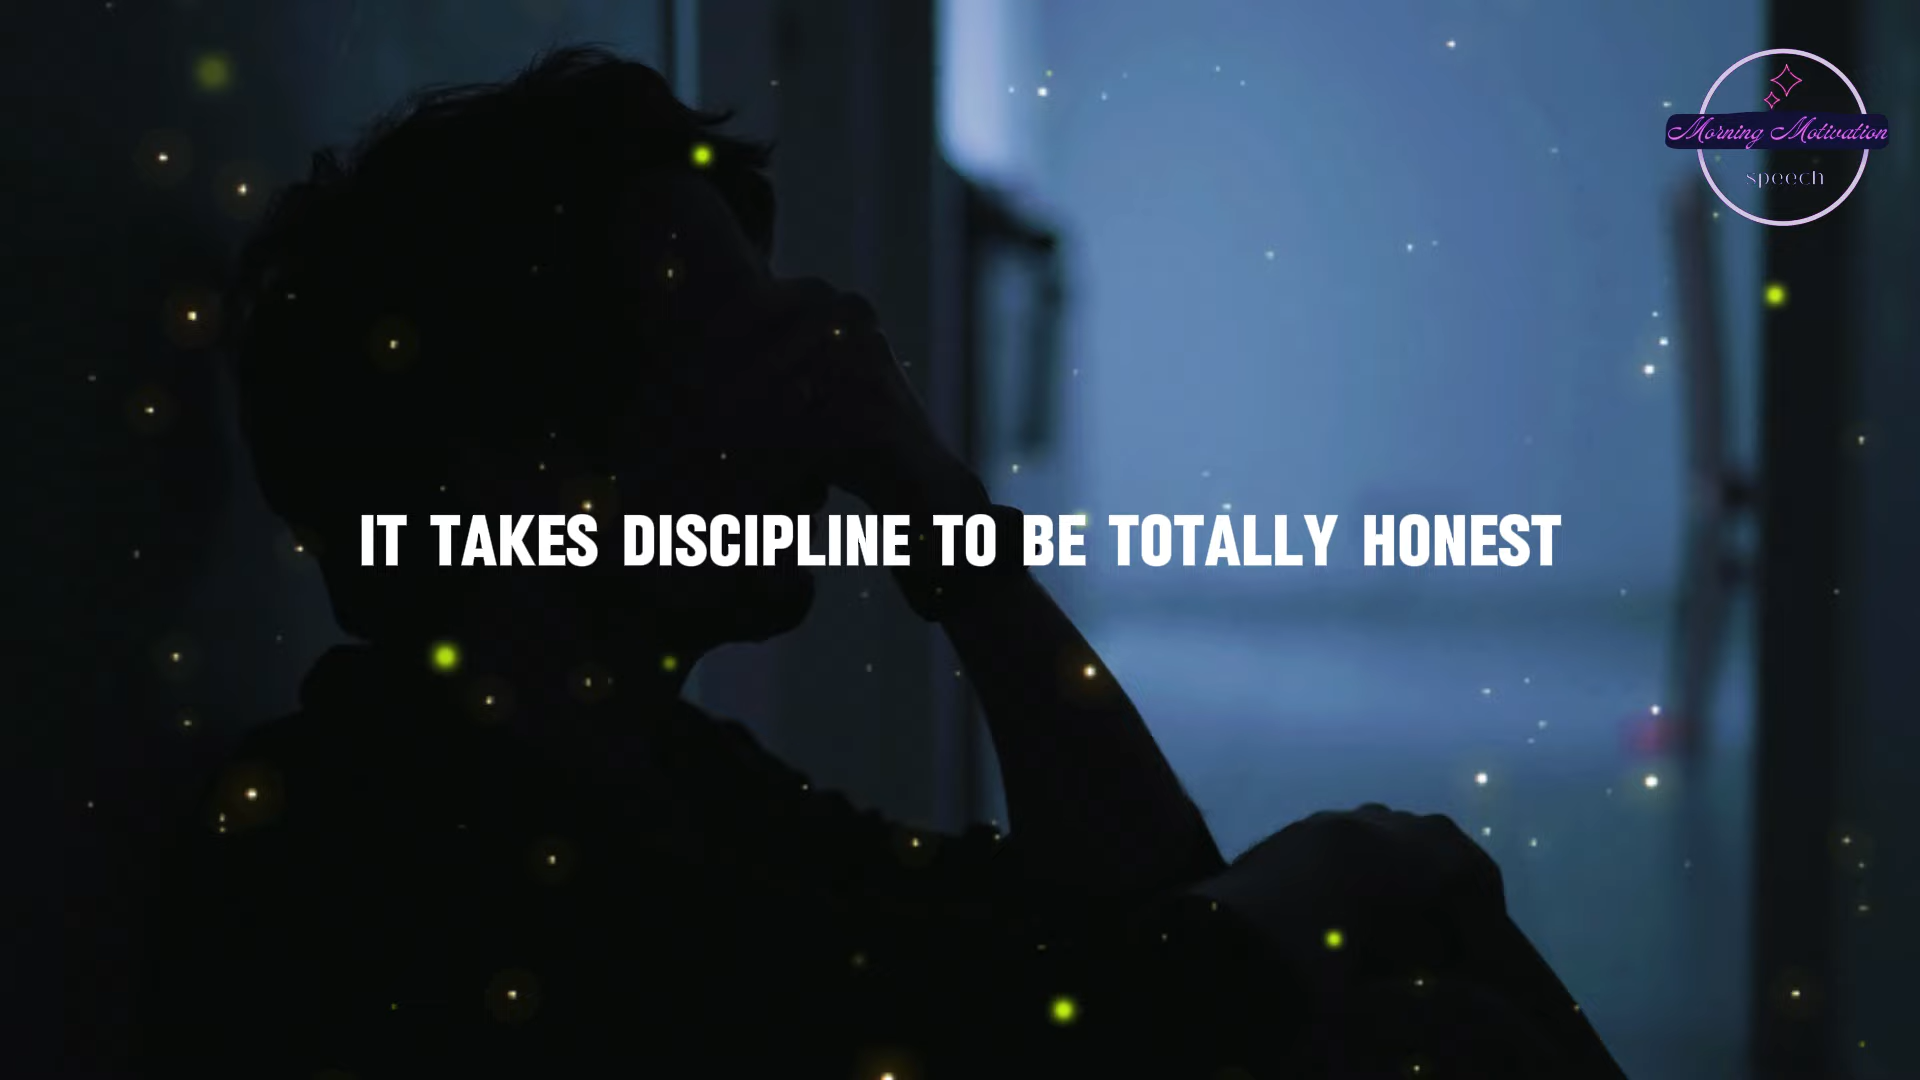 Morning Motivation
speech
IT TAKES DISCIPLINE TO BE TOTALLY HONEST